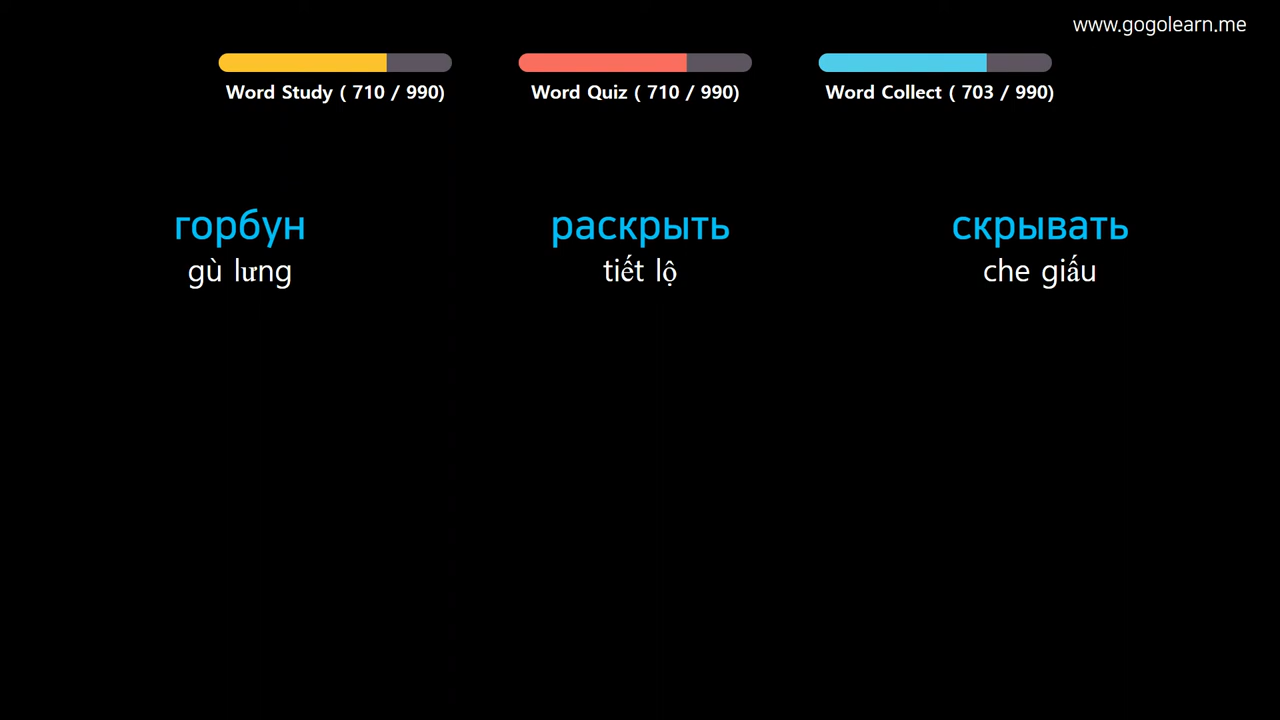 www.gogolearn.me
Word Study ( 710 / 990)
Word Quiz ( 710 / 990)
Word Collect ( 703 / 990)
горбун
gù lưng
раскрыть
tiết lộ
скрывать
che giấu